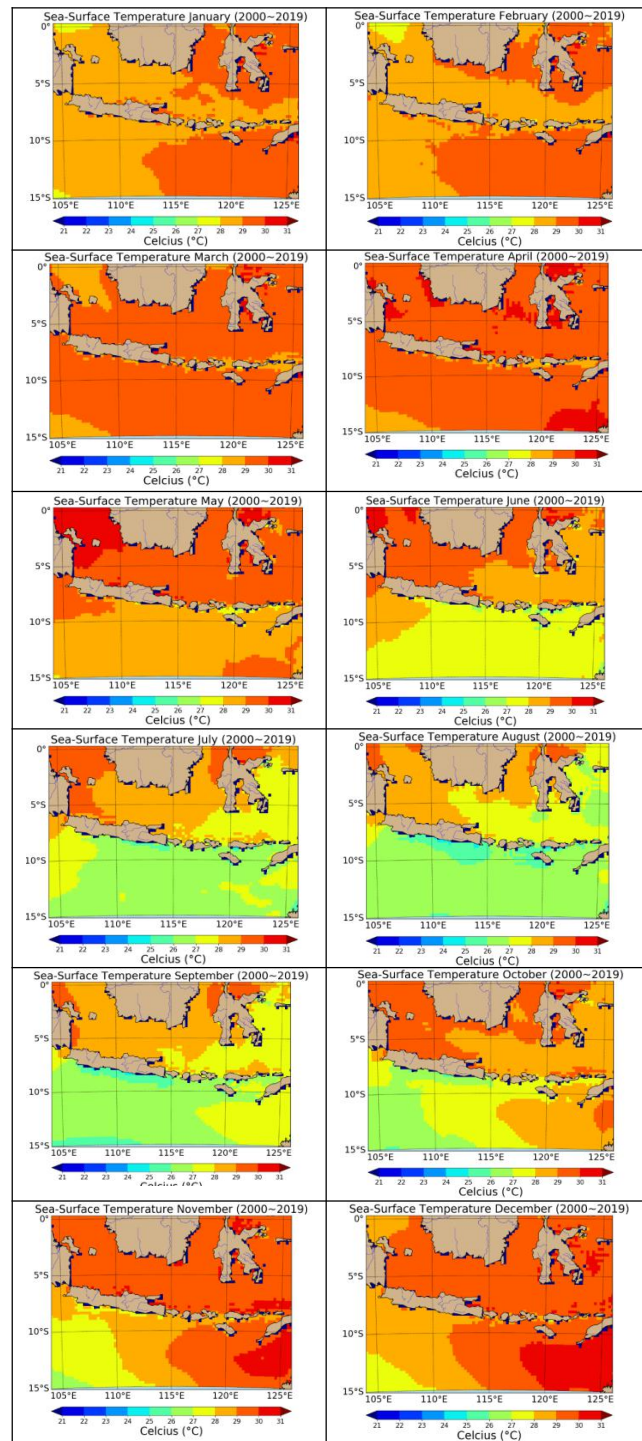 Sea-Surface Temperature January (2000~2019)
0°
5°S
10°S
15°S
105°E 110°E 115°E 120°E 125°E
21 22 23 24 25 26 27 28 29 30 31
Celcius (°C)
Sea-Surface Temperature February (2000~2019)
0°
5°S
10°S
15°S
105°E 110°E 115°E 120°E 125°E
21 22 23 24 25 26 27 28 29 30 31
Celcius (°C)
Sea-Surface Temperature March (2000~2019)
0°
5°S
10°S
15°S
105°E 110°E 115°E 120°E 125°E
21 22 23 24 25 26 27 28 29 30 31
Celcius (°C)
Sea-Surface Temperature April (2000~2019)
0°
5°S
10°S
15°S
105°E 110°E 115°E 120°E 125°E
21 22 23 24 25 26 27 28 29 30 31
Celcius (°C)
Sea-Surface Temperature May (2000~2019)
0°
5°S
10°S
15°S
105°E 110°E 115°E 120°E 125°E
21 22 23 24 25 26 27 28 29 30 31
Celcius (°C)
Sea-Surface Temperature June (2000~2019)
0°
5°S
10°S
15°S
105°E 110°E 115°E 120°E 125°E
21 22 23 24 25 26 27 28 29 30 31
Celcius (°C)
Sea-Surface Temperature July (2000~2019)
0°
5°S
10°S
15°S
105°E 110°E 115°E 120°E 125°E
21 22 23 24 25 26 27 28 29 30 31
Celcius (°C)
Sea-Surface Temperature August (2000~2019)
0°
5°S
10°S
15°S
105°E 110°E 115°E 120°E 125°E
21 22 23 24 25 26 27 28 29 30 31
Celcius (°C)
Sea-Surface Temperature September (2000~2019)
0°
5°S
10°S
15°S
105°E 110°E 115°E 120°E 125°E
21 22 23 24 25 26 27 28 29 30 31
Celcius (°C)
Sea-Surface Temperature October (2000~2019)
0°
5°S
10°S
15°S
105°E 110°E 115°E 120°E 125°E
21 22 23 24 25 26 27 28 29 30 31
Celcius (°C)
Sea-Surface Temperature November (2000~2019)
0°
5°S
10°S
15°S
105°E 110°E 115°E 120°E 125°E
21 22 23 24 25 26 27 28 29 30 31
Celcius (°C)
Sea-Surface Temperature December (2000~2019)
0°
5°S
10°S
15°S
105°E 110°E 115°E 120°E 125°E
21 22 23 24 25 26 27 28 29 30 31
Celcius (°C)